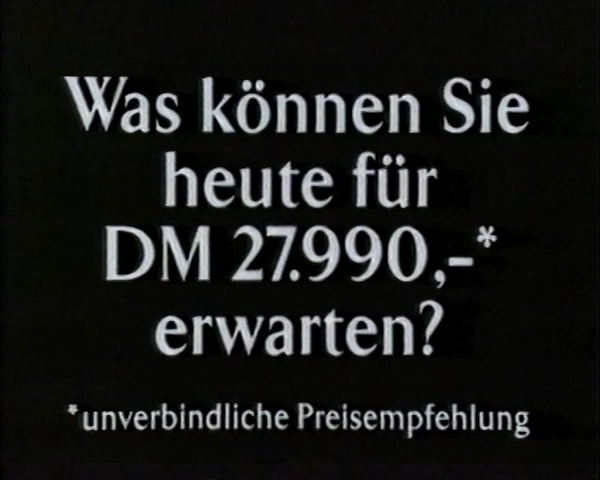 Was können Sie
heute für
DM 27.990,-*
erwarten?
*unverbindliche Preisempfehlung